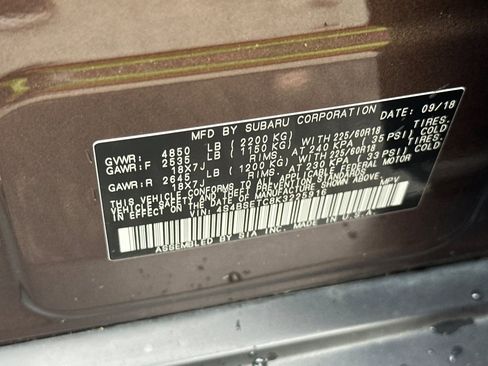 MFD BY SUBARU CORPORATION DATE: 09/18
GVWR: 4850 LB ( 2200 KG)
GAWR: F 2535 LB ( 1150 KG) WITH 225/60R18 TIRES.
18X7J RIMS. AT 240 KPA ( 35 PSI) COLD
GAWR: R 2645 LB ( 1200 KG) WITH 225/60R18 TIRES.
18X7J RIMS. AT 230 KPA ( 33 PSI) COLD
THIS VEHICLE CONFORMS TO ALL APPLICABLE FEDERAL MOTOR
VEHICLE SAFETY STANDARDS IN EFFECT ON THE DATE OF
MANUFACTURE SHOWN ABOVE.
VIN: 4S4BSETC8K3225916 MPV
ASSEMBLED BY SIA INC. MADE IN U.S.A.